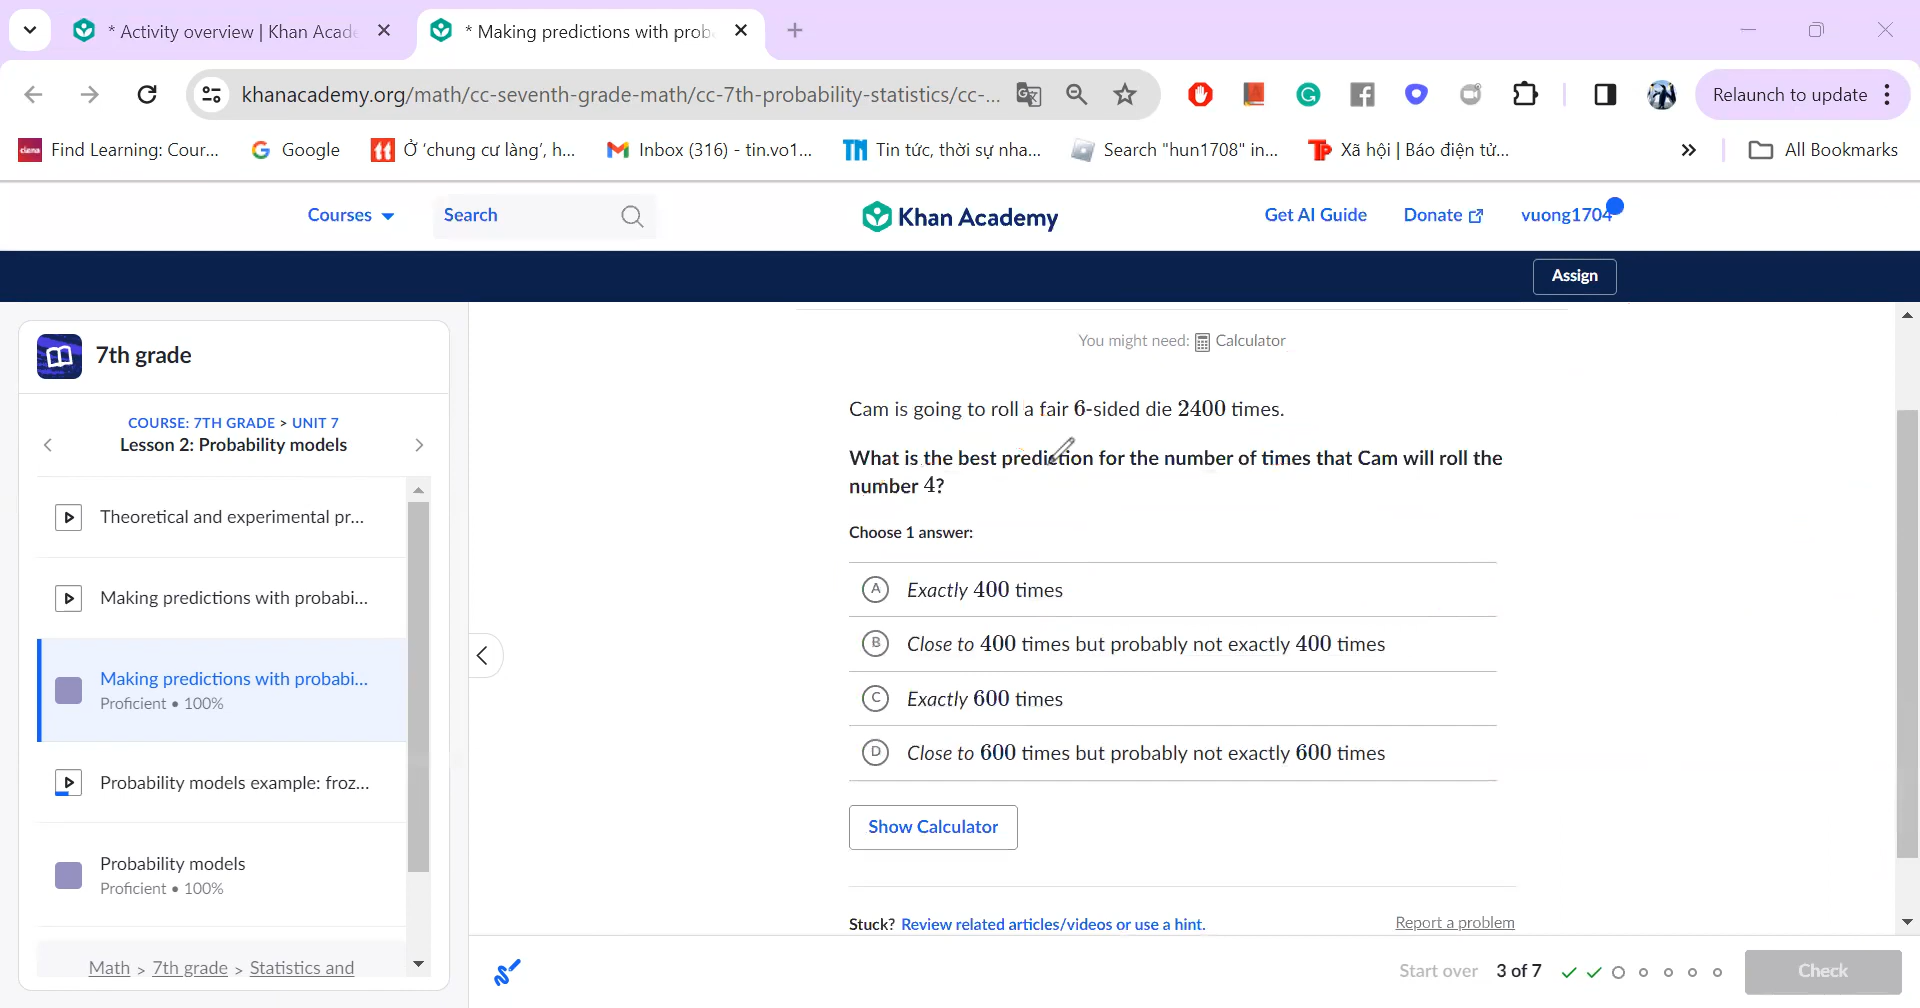 * Activity overview | Khan Acade
* Making predictions with prob
khanacademy.org/math/cc-seventh-grade-math/cc-7th-probability-statistics/cc-...
Relaunch to update
ciena Find Learning: Cour...
Google
Ở 'chung cư làng', h...
Inbox (316) - tin.vo1...
TN Tin tức, thời sự nha...
Search "hun1708" in...
TP Xã hội | Báo điện tử...
»
All Bookmarks
Courses
Search
Khan Academy
Get AI Guide
Donate
vuong1704
Assign
7th grade
COURSE: 7TH GRADE > UNIT 7
Lesson 2: Probability models
Theoretical and experimental pr...
Making predictions with probabi...
Making predictions with probabi...
Proficient • 100%
Probability models example: froz...
Probability models
Proficient • 100%
Math > 7th grade > Statistics and
You might need: Calculator
Cam is going to roll a fair 6-sided die 2400 times.
What is the best prediction for the number of times that Cam will roll the
number 4?
Choose 1 answer:
A Exactly 400 times
B Close to 400 times but probably not exactly 400 times
C Exactly 600 times
D Close to 600 times but probably not exactly 600 times
Show Calculator
Stuck? Review related articles/videos or use a hint.
Report a problem
Start over
3 of 7
Check